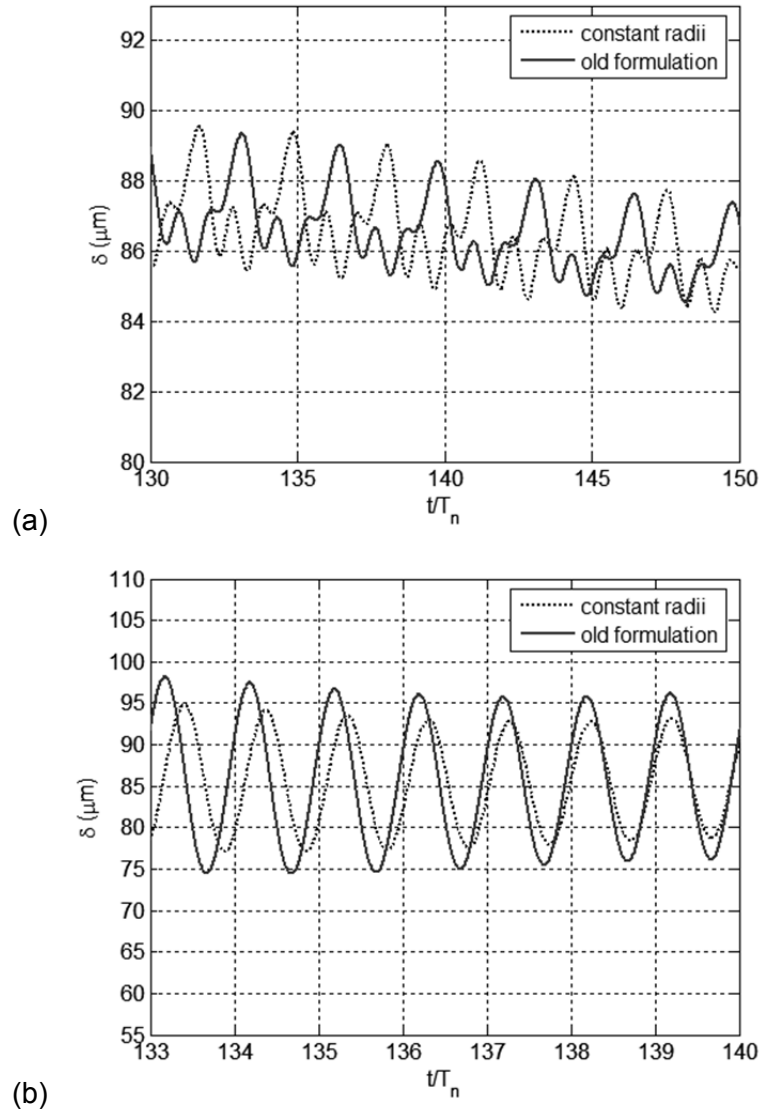 92
90
88
86
84
82
80
130 135 140 145 150
δ (μm)
t/T_n
constant radii
old formulation
(a)
110
105
100
95
90
85
80
75
70
65
60
55
133 134 135 136 137 138 139 140
δ (μm)
t/T_n
constant radii
old formulation
(b)